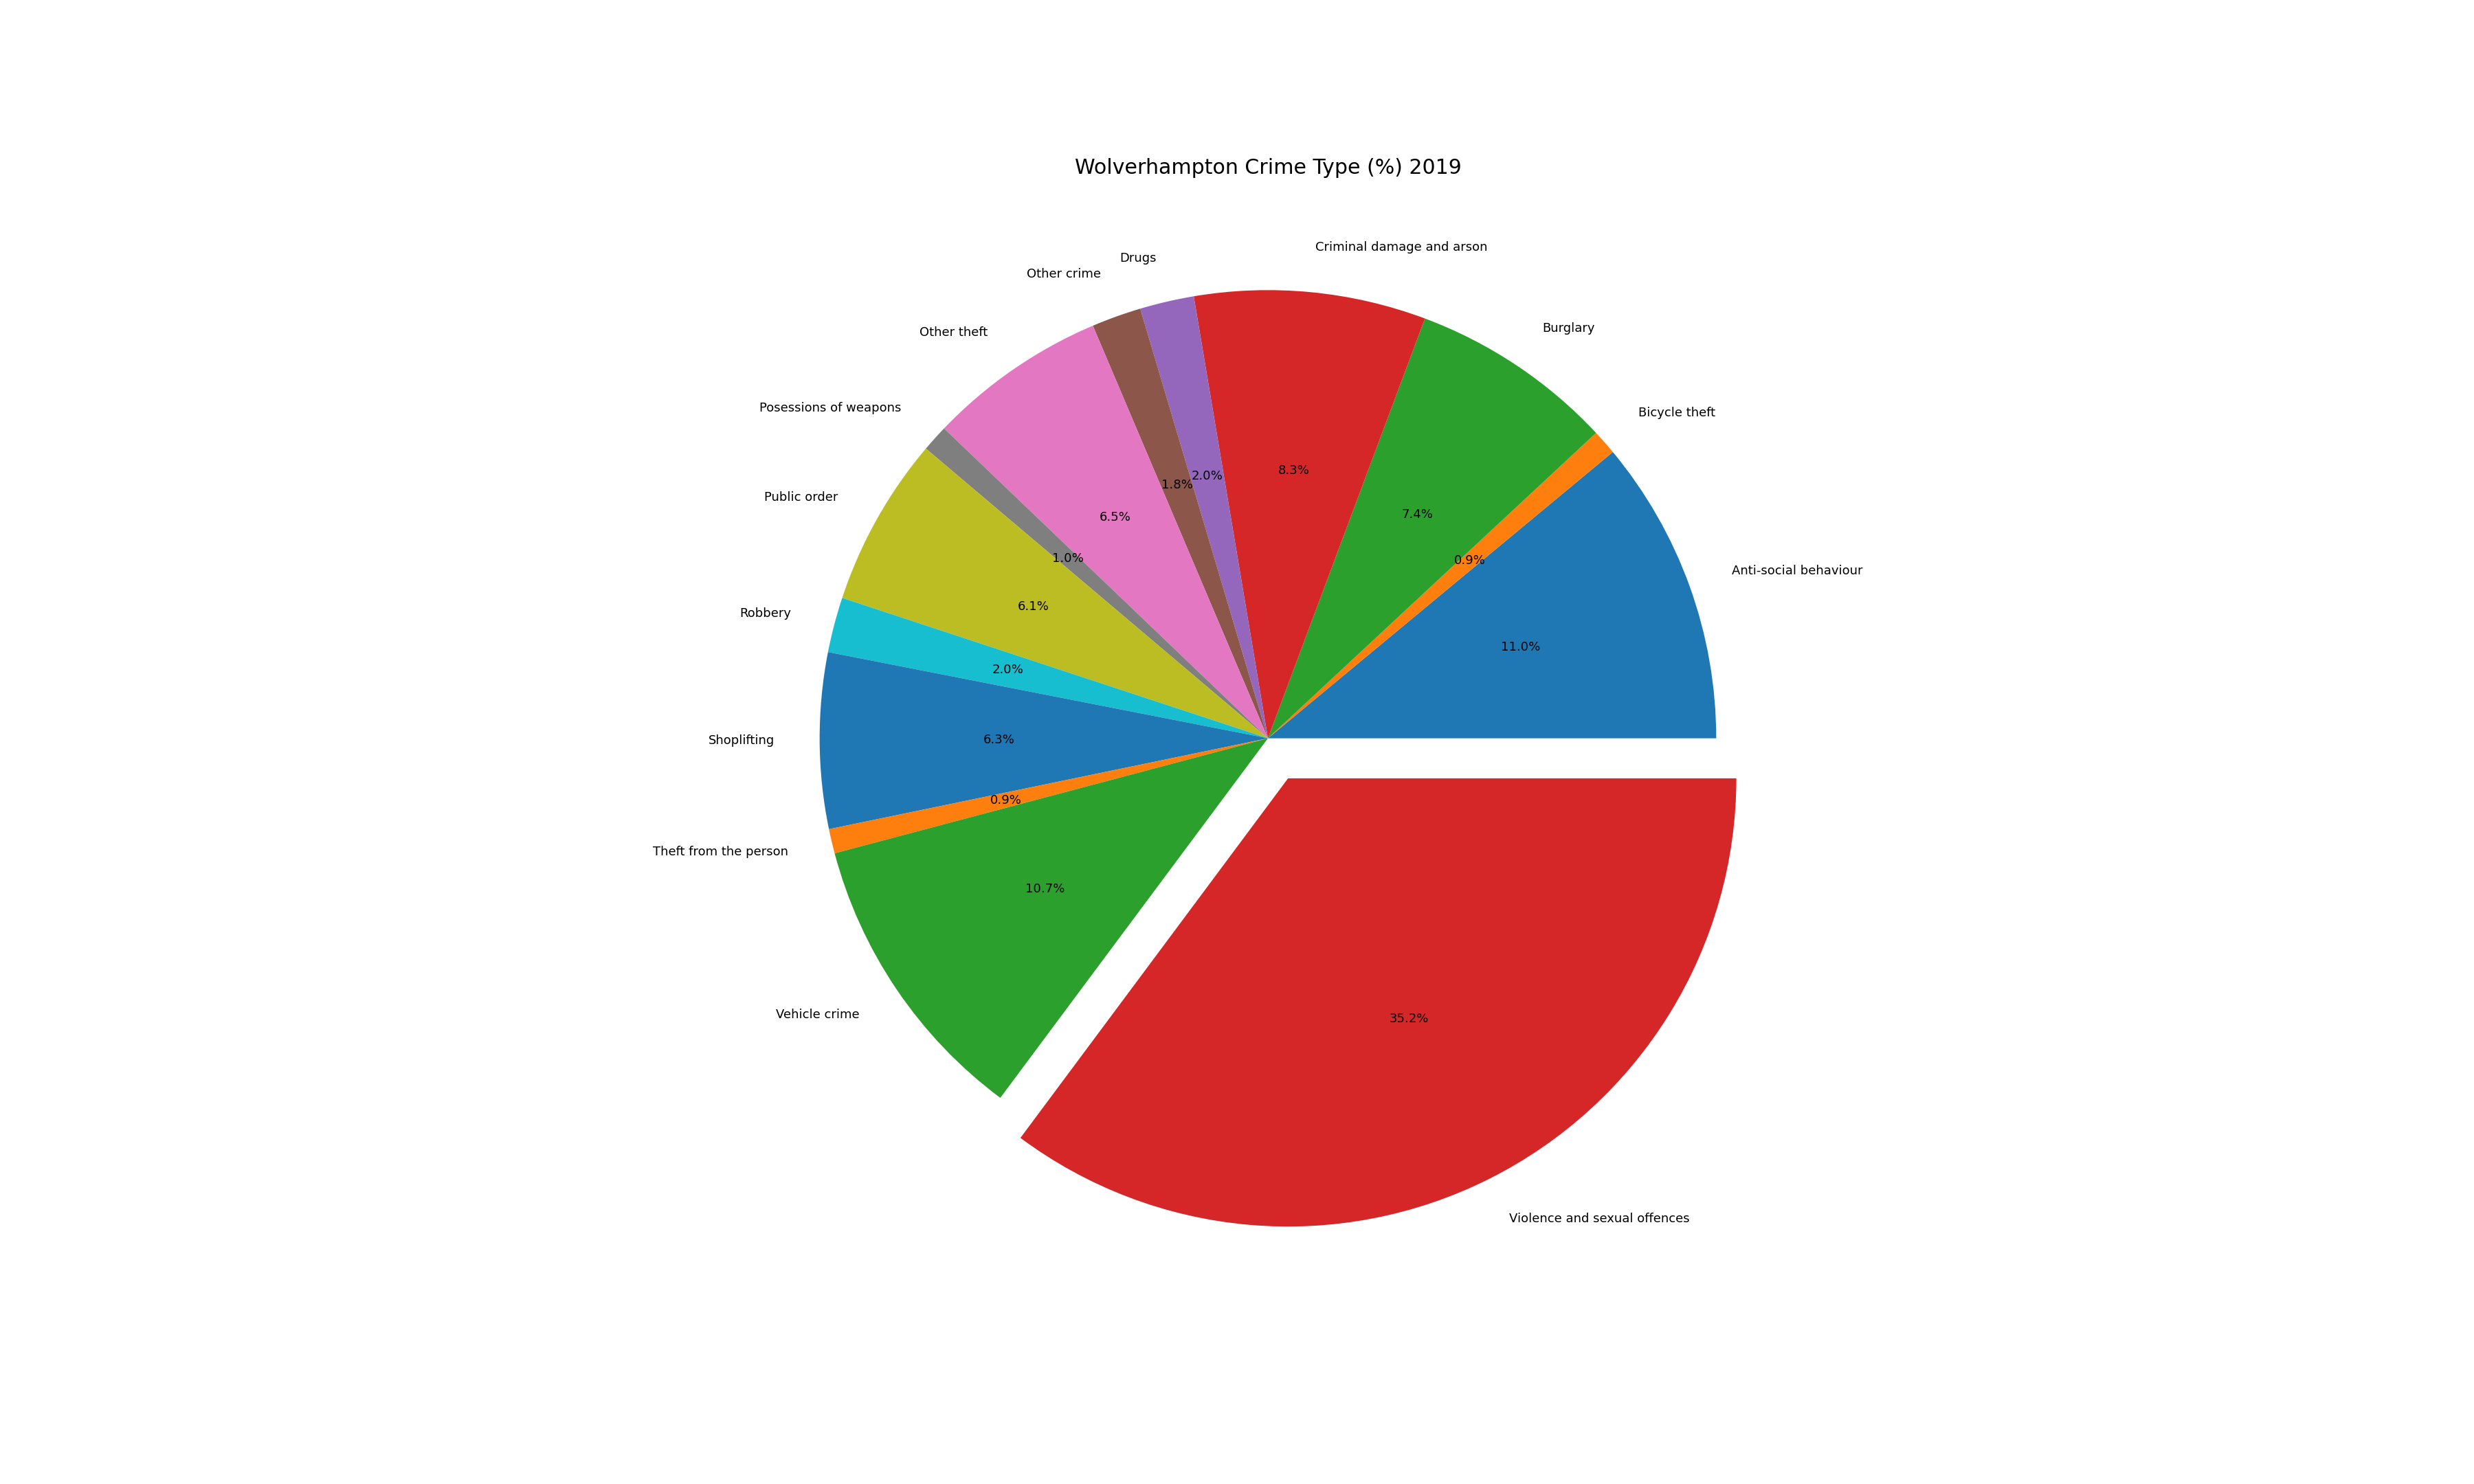 Wolverhampton Crime Type (%) 2019
Criminal damage and arson
Drugs
Other crime
Burglary
Other theft
Posessions of weapons
Bicycle theft
Public order
8.3%
2.0%
1.8%
7.4%
6.5%
1.0%
0.9%
Anti-social behaviour
6.1%
Robbery
11.0%
2.0%
Shoplifting
6.3%
0.9%
Theft from the person
10.7%
Vehicle crime
35.2%
Violence and sexual offences